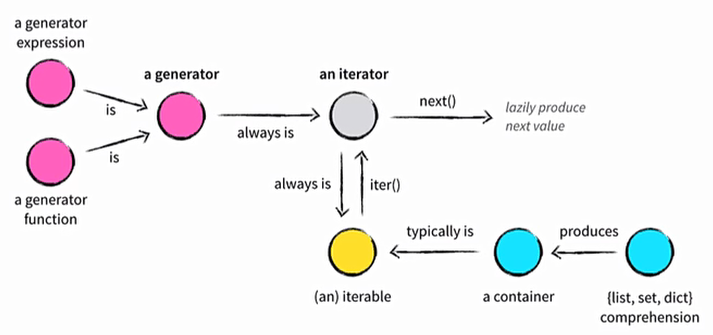 a generator
expression
a generator
an iterator
is
next()
lazily produce
next value
always is
is
a generator
function
always is
iter()
typically is
produces
(an) iterable
a container
{list, set, dict}
comprehension